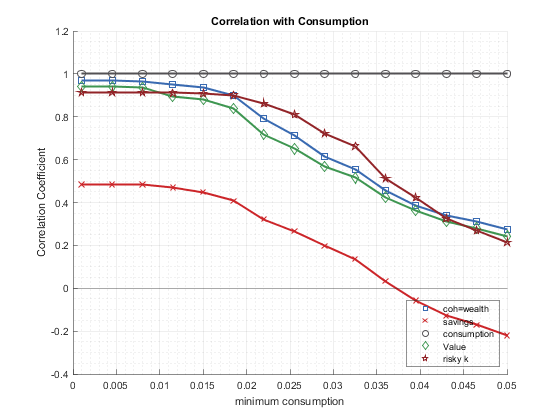 Correlation with Consumption
1.2
1
0.8
0.6
0.4
0.2
0
-0.2
-0.4
Correlation Coefficient
coh=wealth
savings
consumption
Value
risky k
0 0.005 0.01 0.015 0.02 0.025 0.03 0.035 0.04 0.045 0.05
minimum consumption